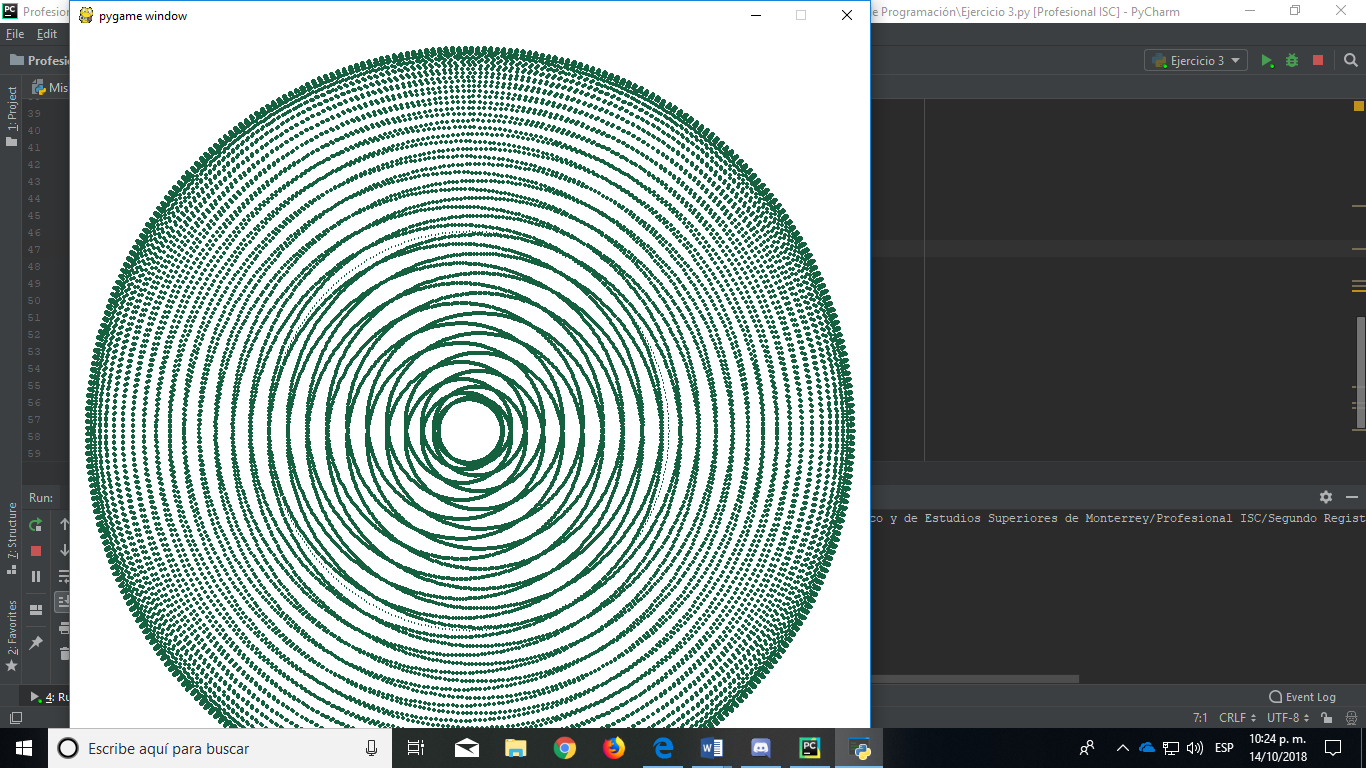 Profesion
pygame window
e Programación\Ejercicio 3.py [Profesional ISC] - PyCharm
File Edit
Profesi
Ejercicio 3
Mis
1: Project
39
40
41
42
43
44
45
46
47
48
49
50
51
52
53
54
55
56
57
58
59
Run:
co y de Estudios Superiores de Monterrey/Profesional ISC/Segundo Regist
7: Structure
2: Favorites
4: Ru
Event Log
7:1 CRLF UTF-8
Escribe aquí para buscar
ESP
10:24 p. m.
14/10/2018